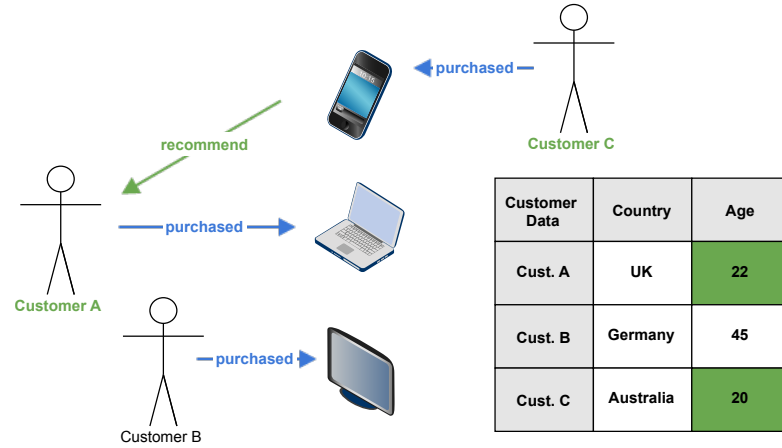 purchased
Customer C
recommend
purchased
Customer A
purchased
Customer B
Customer
Data
Country
Age
Cust. A
UK
22
Cust. B
Germany
45
Cust. C
Australia
20